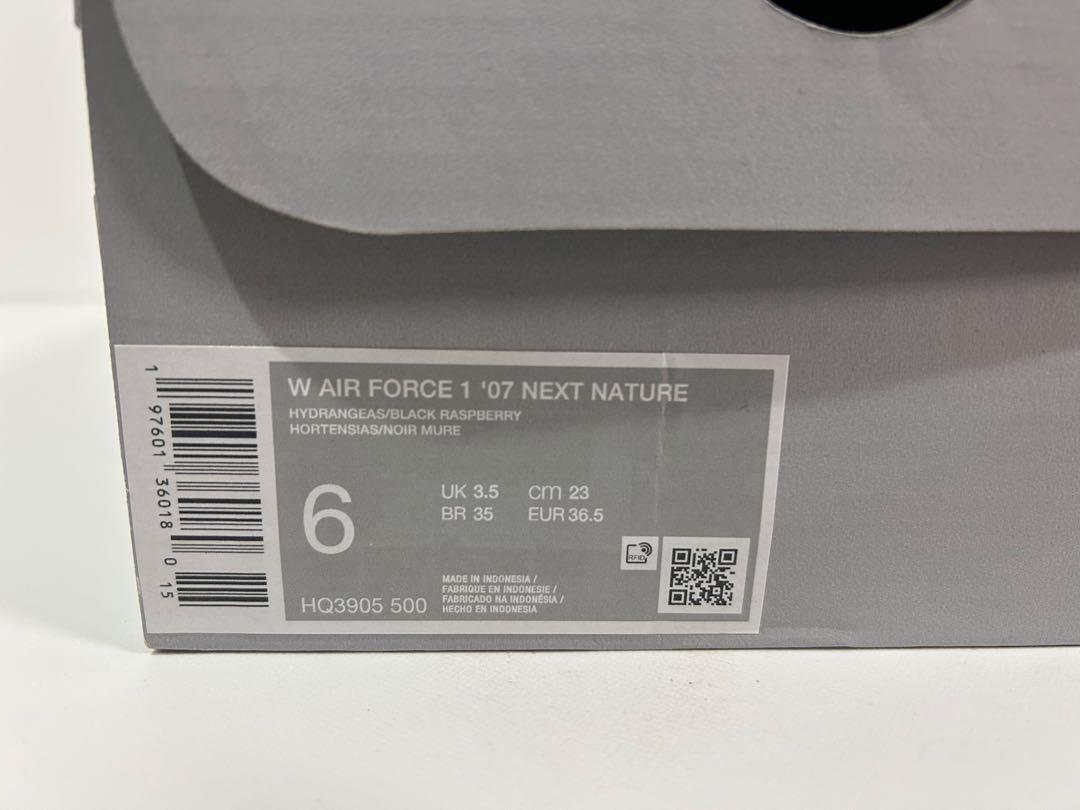 W AIR FORCE 1 '07 NEXT NATURE
HYDRANGEAS/BLACK RASPBERRY
HORTENSIAS/NOIR MURE
6
UK 3.5 cm 23
BR 35 EUR 36.5
RFID
HQ3905 500
MADE IN INDONESIA /
FABRIQUE EN INDONESIE /
FABRICADO NA INDONÉSIA /
HECHO EN INDONESIA
1 97601 36018 0 15